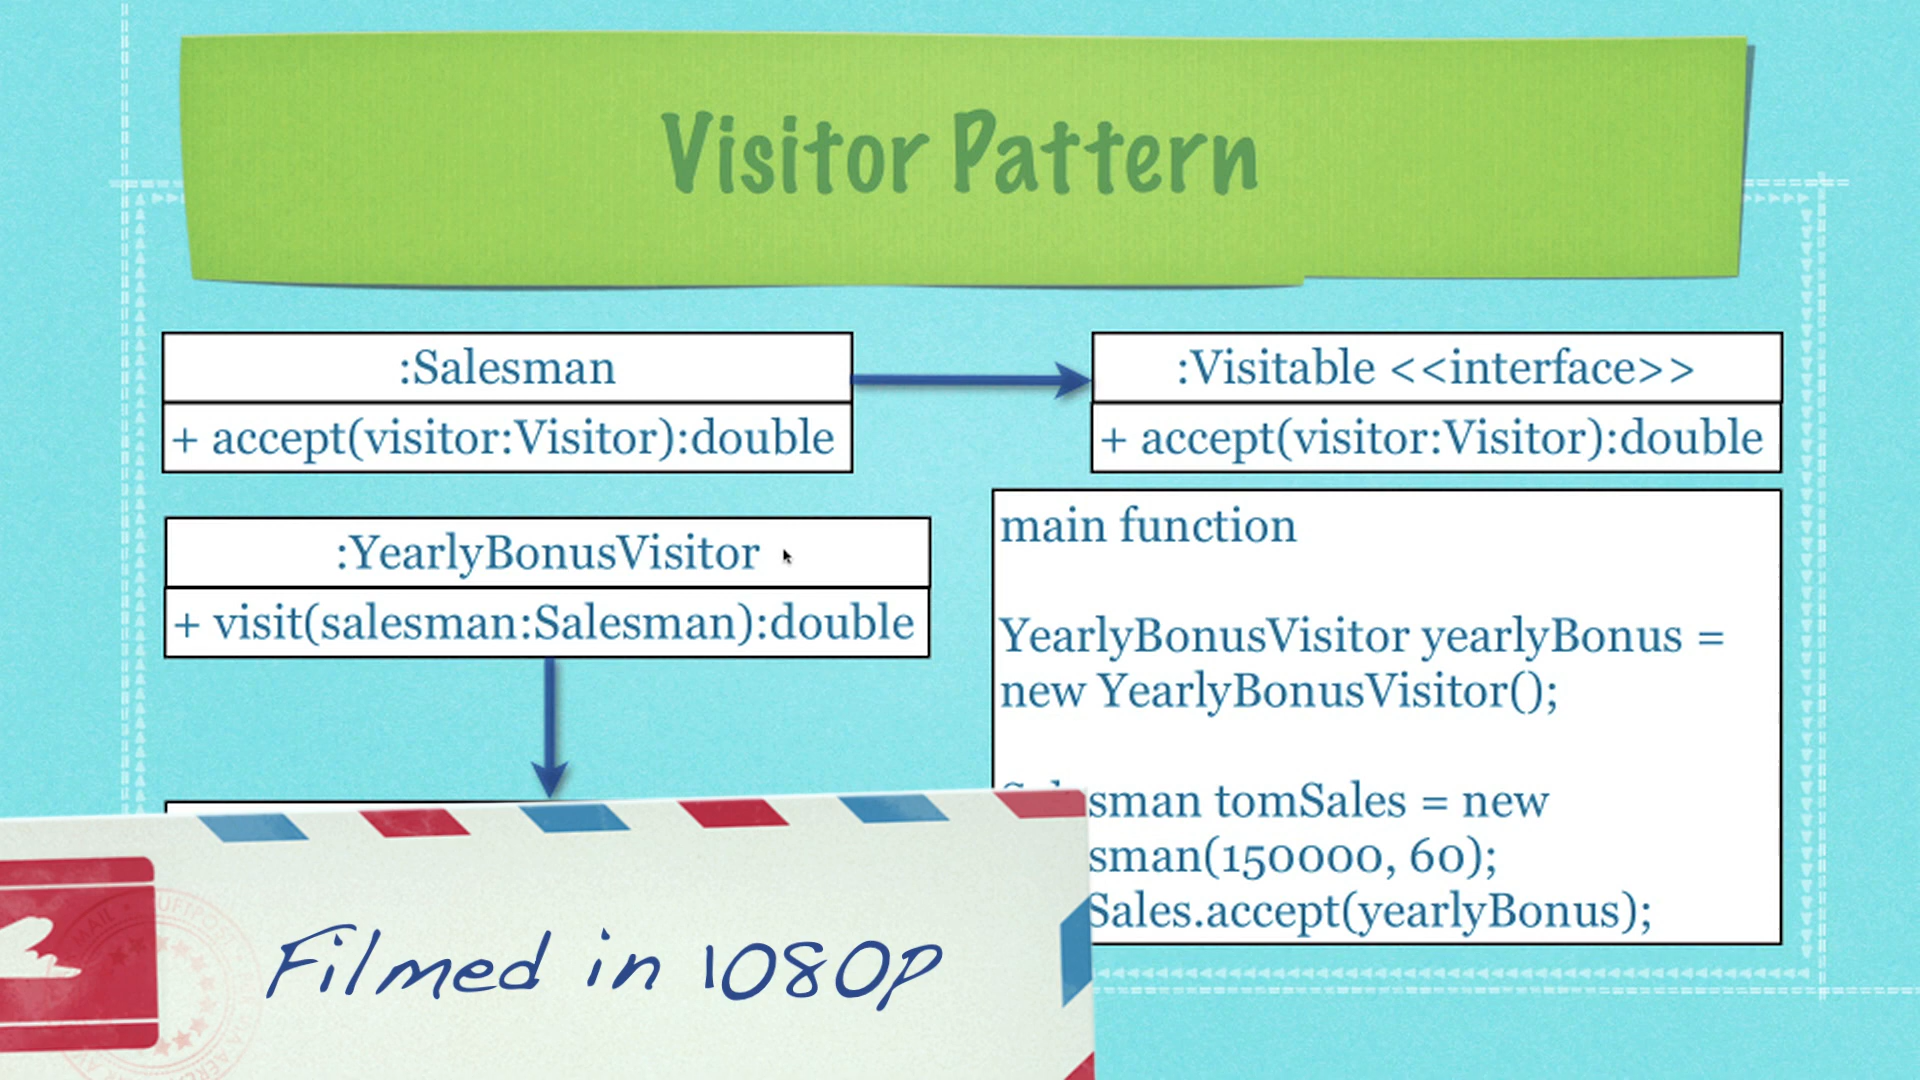 Visitor Pattern
:Salesman
+ accept(visitor:Visitor):double
:Visitable <<interface>>
+ accept(visitor:Visitor):double
:YearlyBonusVisitor
+ visit(salesman:Salesman):double
main function
YearlyBonusVisitor yearlyBonus =
new YearlyBonusVisitor();
sman tomSales = new
sman(150000, 60);
Sales.accept(yearlyBonus);
Filmed in 1080p